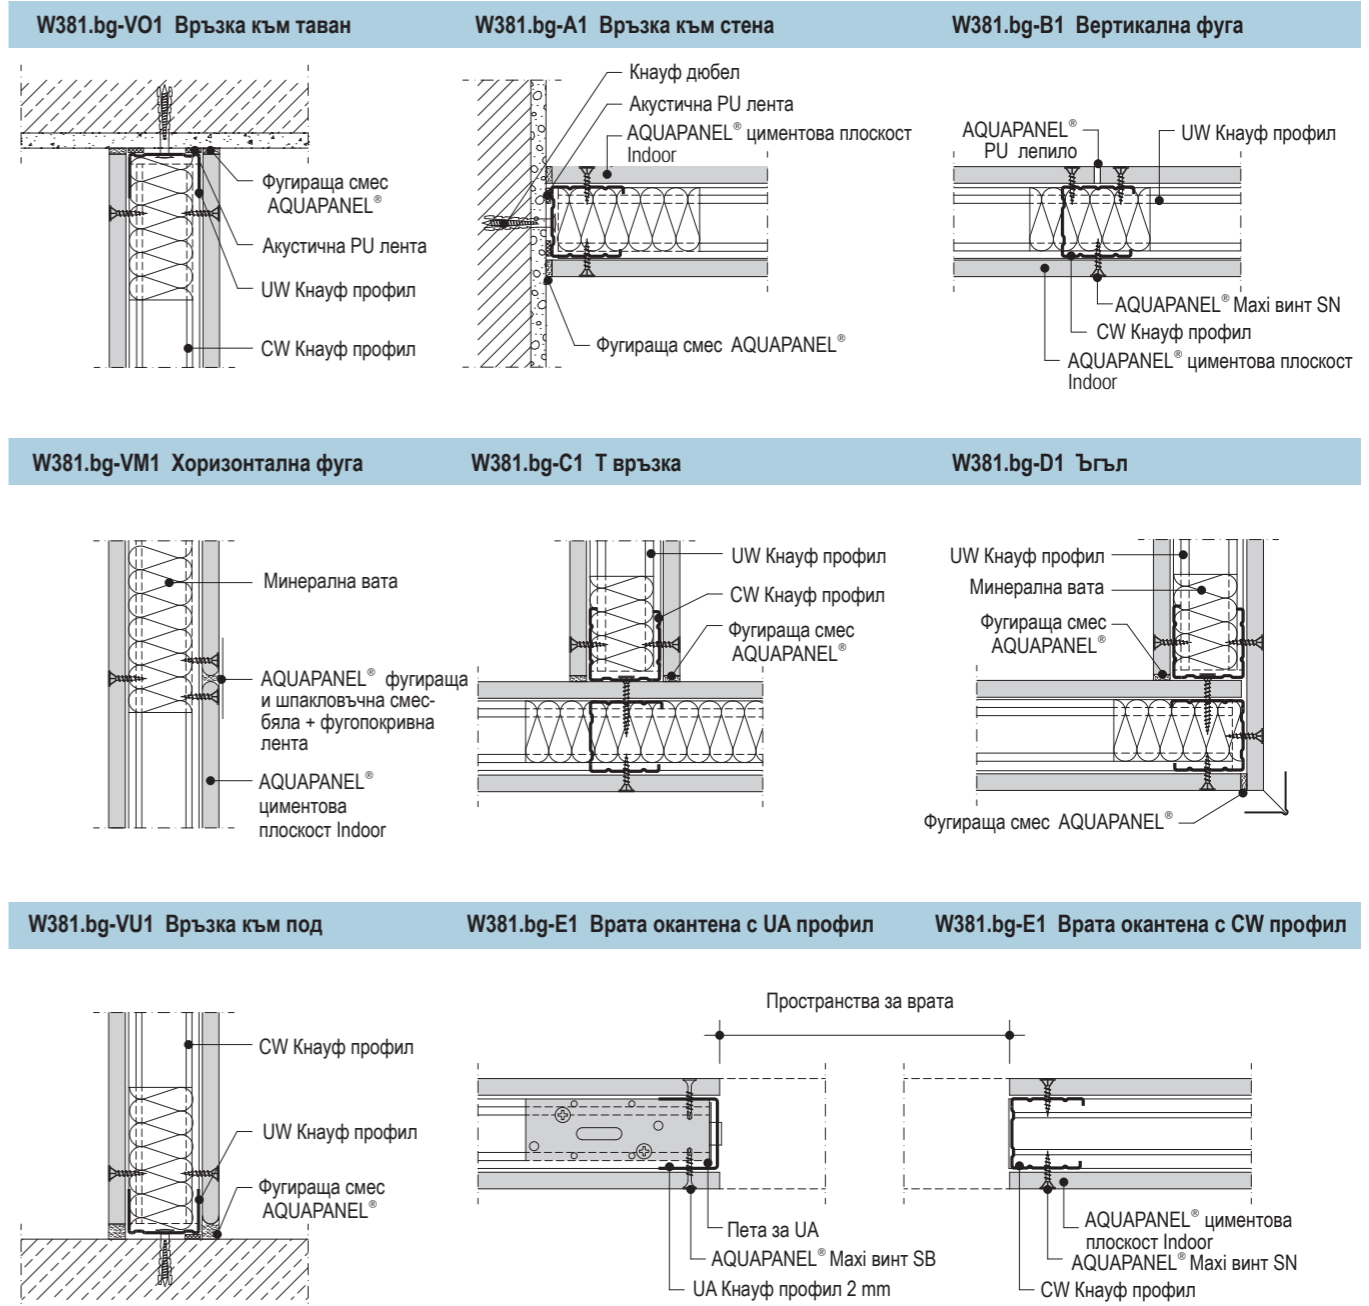 W381.bg-VO1 Връзка към таван
Фугираща смес
AQUAPANEL®
Акустична PU лента
UW Кнауф профил
CW Кнауф профил
W381.bg-A1 Връзка към стена
Кнауф дюбел
Акустична PU лента
AQUAPANEL® циментова плоскост
Indoor
Фугираща смес AQUAPANEL®
W381.bg-B1 Вертикална фуга
AQUAPANEL®
PU лепило
UW Кнауф профил
AQUAPANEL® Maxi винт SN
CW Кнауф профил
AQUAPANEL® циментова плоскост
Indoor
W381.bg-VM1 Хоризонтална фуга
Минерална вата
AQUAPANEL® фугираща
и шпакловъчна смес-
бяла + фугопокривна
лента
AQUAPANEL®
циментова
плоскост Indoor
W381.bg-C1 Т връзка
UW Кнауф профил
CW Кнауф профил
Фугираща смес
AQUAPANEL®
W381.bg-D1 Ъгъл
UW Кнауф профил
Минерална вата
Фугираща смес
AQUAPANEL®
Фугираща смес AQUAPANEL®
W381.bg-VU1 Връзка към под
CW Кнауф профил
UW Кнауф профил
Фугираща смес
AQUAPANEL®
W381.bg-E1 Врата окантена с UA профил
W381.bg-E1 Врата окантена с CW профил
Пространства за врата
Пета за UA
AQUAPANEL® Maxi винт SB
UA Кнауф профил 2 mm
AQUAPANEL® циментова
плоскост Indoor
AQUAPANEL® Maxi винт SN
CW Кнауф профил